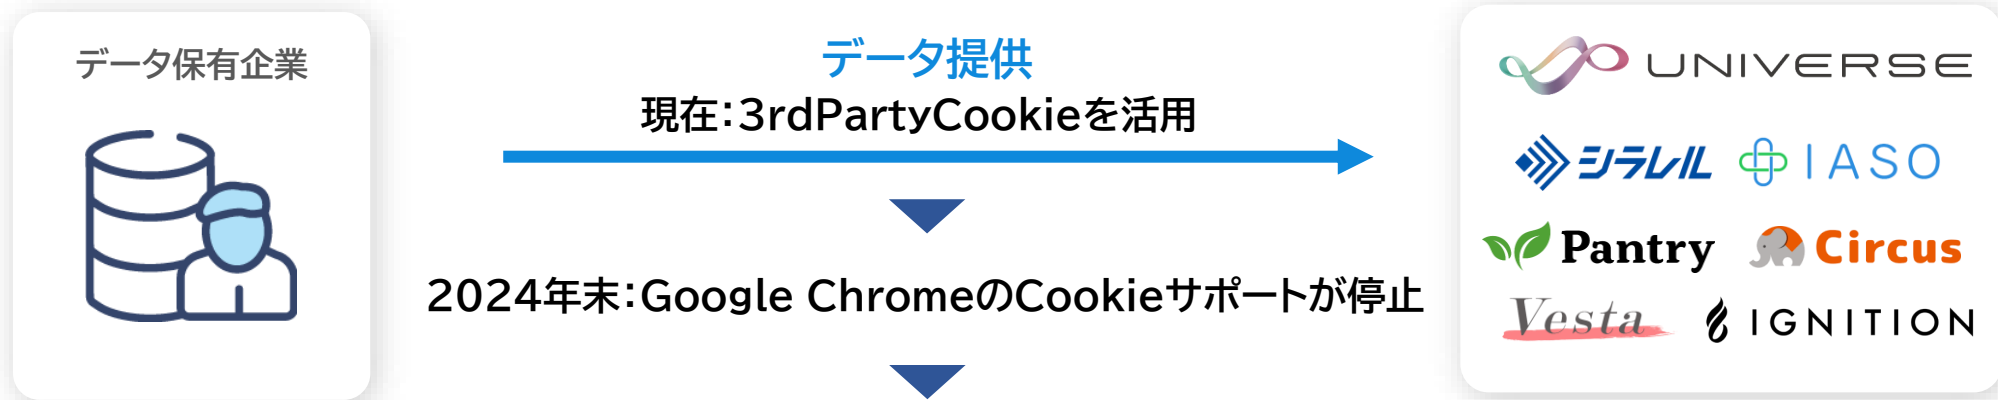 データ保有企業
データ提供
現在：3rdPartyCookieを活用
2024年末：Google ChromeのCookieサポートが停止
UNIVERSE
シラレル IASO
Pantry Circus
Vesta IGNITION